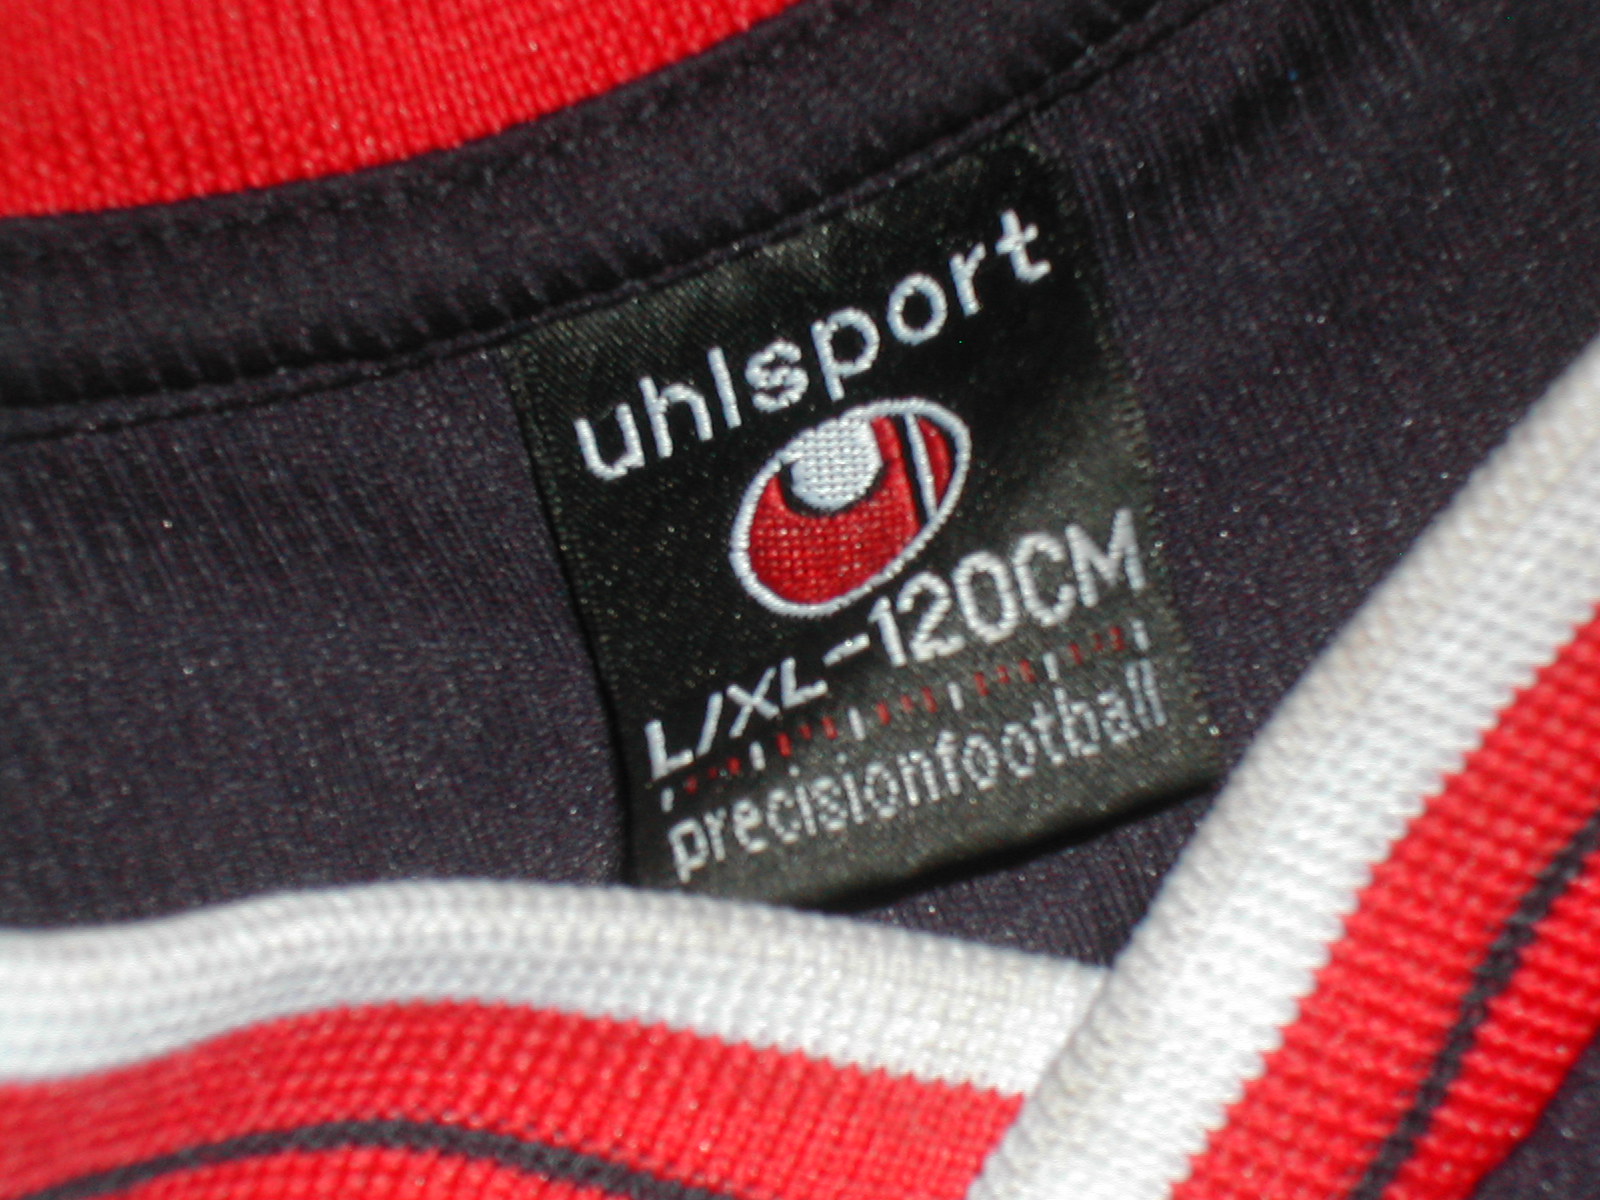 uhlsport
L/XL-120CM
precisionfootball